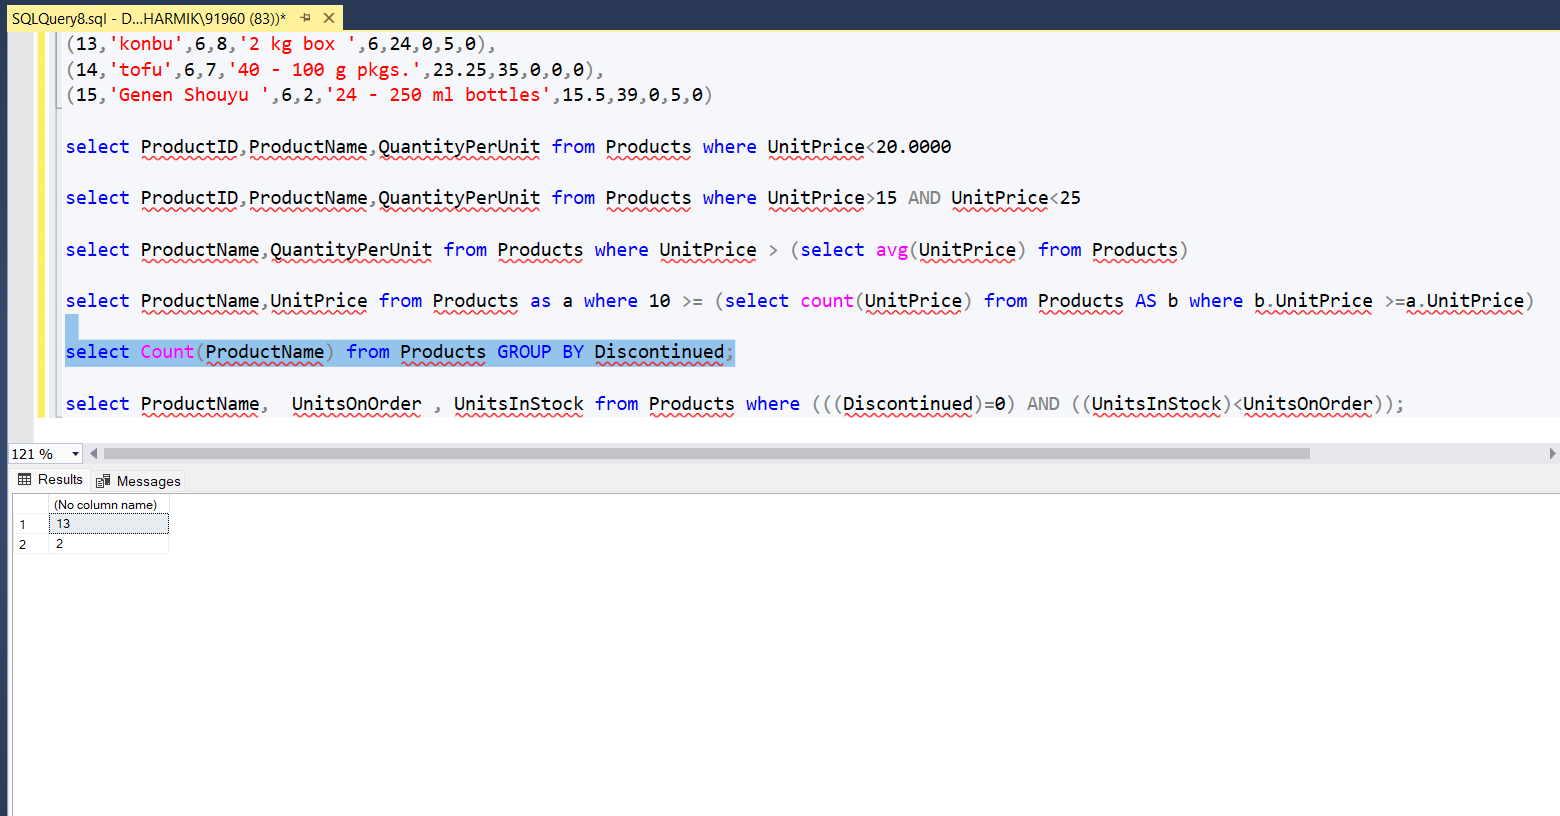 SQLQuery8.sql - D...HARMIK\91960 (83))*
(13,'konbu',6,8,'2 kg box ',6,24,0,5,0),
(14,'tofu',6,7,'40 - 100 g pkgs.',23.25,35,0,0,0),
(15,'Genen Shouyu ',6,2,'24 - 250 ml bottles',15.5,39,0,5,0)
select ProductID,ProductName,QuantityPerUnit from Products where UnitPrice<20.0000
select ProductID,ProductName,QuantityPerUnit from Products where UnitPrice>15 AND UnitPrice<25
select ProductName,QuantityPerUnit from Products where UnitPrice > (select avg(UnitPrice) from Products)
select ProductName,UnitPrice from Products as a where 10 >= (select count(UnitPrice) from Products AS b where b.UnitPrice >=a.UnitPrice)
select Count(ProductName) from Products GROUP BY Discontinued;
select ProductName,  UnitsOnOrder , UnitsInStock from Products where (((Discontinued)=0) AND ((UnitsInStock)<UnitsOnOrder));
121 %
Results Messages
(No column name)
1 13
2 2